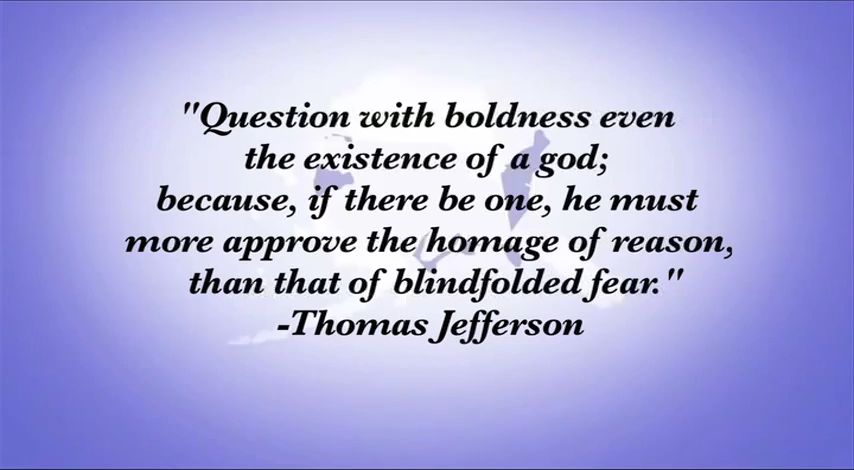 "Question with boldness even
the existence of a god;
because, if there be one, he must
more approve the homage of reason,
than that of blindfolded fear."
-Thomas Jefferson